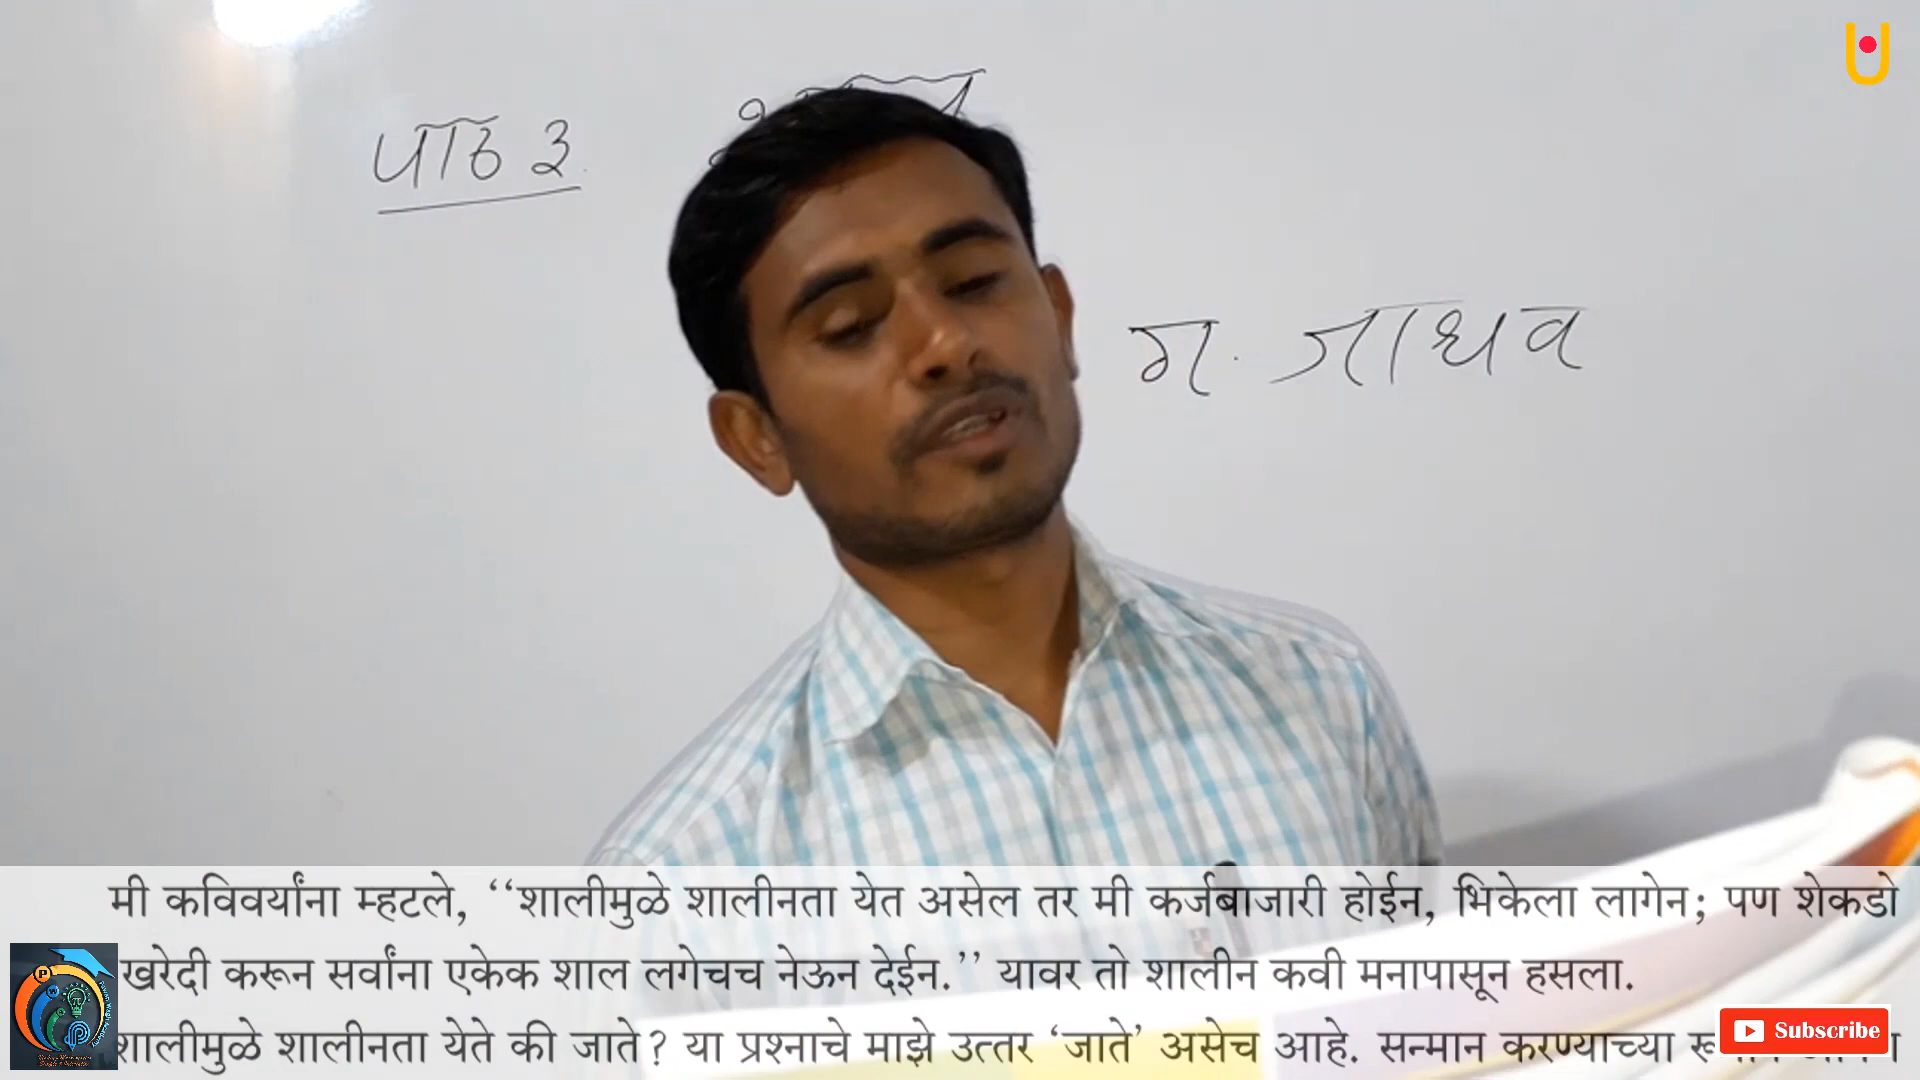 पाठ ३.
ग. जाधव
मी कविवर्यांना म्हटले, ‘‘शालीमुळे शालीनता येत असेल तर मी कर्जबाजारी होईन, भिकेला लागेन; पण शेकडो
खरेदी करून सर्वांना एकेक शाल लगेचच नेऊन देईन.’’ यावर तो शालीन कवी मनापासून हसला.
शालीमुळे शालीनता येते की जाते? या प्रश्नाचे माझे उत्तर ‘जाते’ असेच आहे. सन्मान करण्याच्या
Subscribe